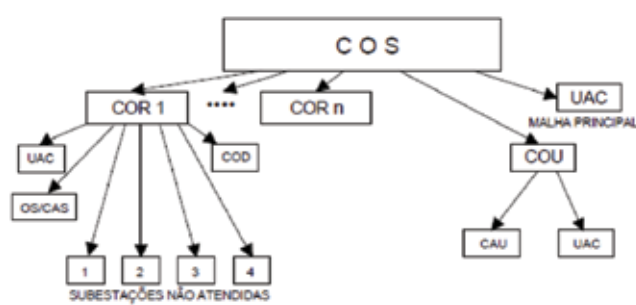 C O S
COR 1
••••
COR n
UAC
MALHA PRINCIPAL
UAC
COD
COU
OS/CAS
CAU
UAC
1
2
3
4
SUBESTAÇÕES NÃO ATENDIDAS